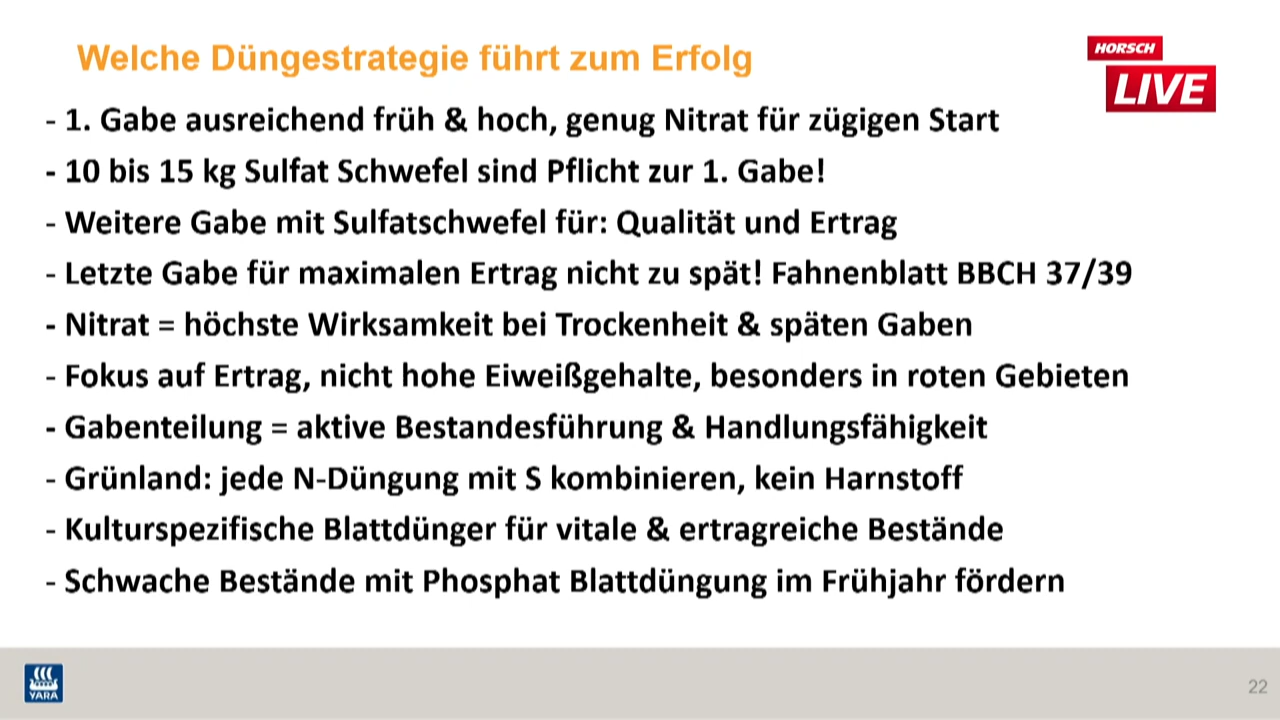 Welche Düngestrategie führt zum Erfolg
HORSCH
LIVE
- 1. Gabe ausreichend früh & hoch, genug Nitrat für zügigen Start
- 10 bis 15 kg Sulfat Schwefel sind Pflicht zur 1. Gabe!
- Weitere Gabe mit Sulfatschwefel für: Qualität und Ertrag
- Letzte Gabe für maximalen Ertrag nicht zu spät! Fahnenblatt BBCH 37/39
- Nitrat = höchste Wirksamkeit bei Trockenheit & späten Gaben
- Fokus auf Ertrag, nicht hohe Eiweißgehalte, besonders in roten Gebieten
- Gabenteilung = aktive Bestandesführung & Handlungsfähigkeit
- Grünland: jede N-Düngung mit S kombinieren, kein Harnstoff
- Kulturspezifische Blattdünger für vitale & ertragreiche Bestände
- Schwache Bestände mit Phosphat Blattdüngung im Frühjahr fördern
YARA
22